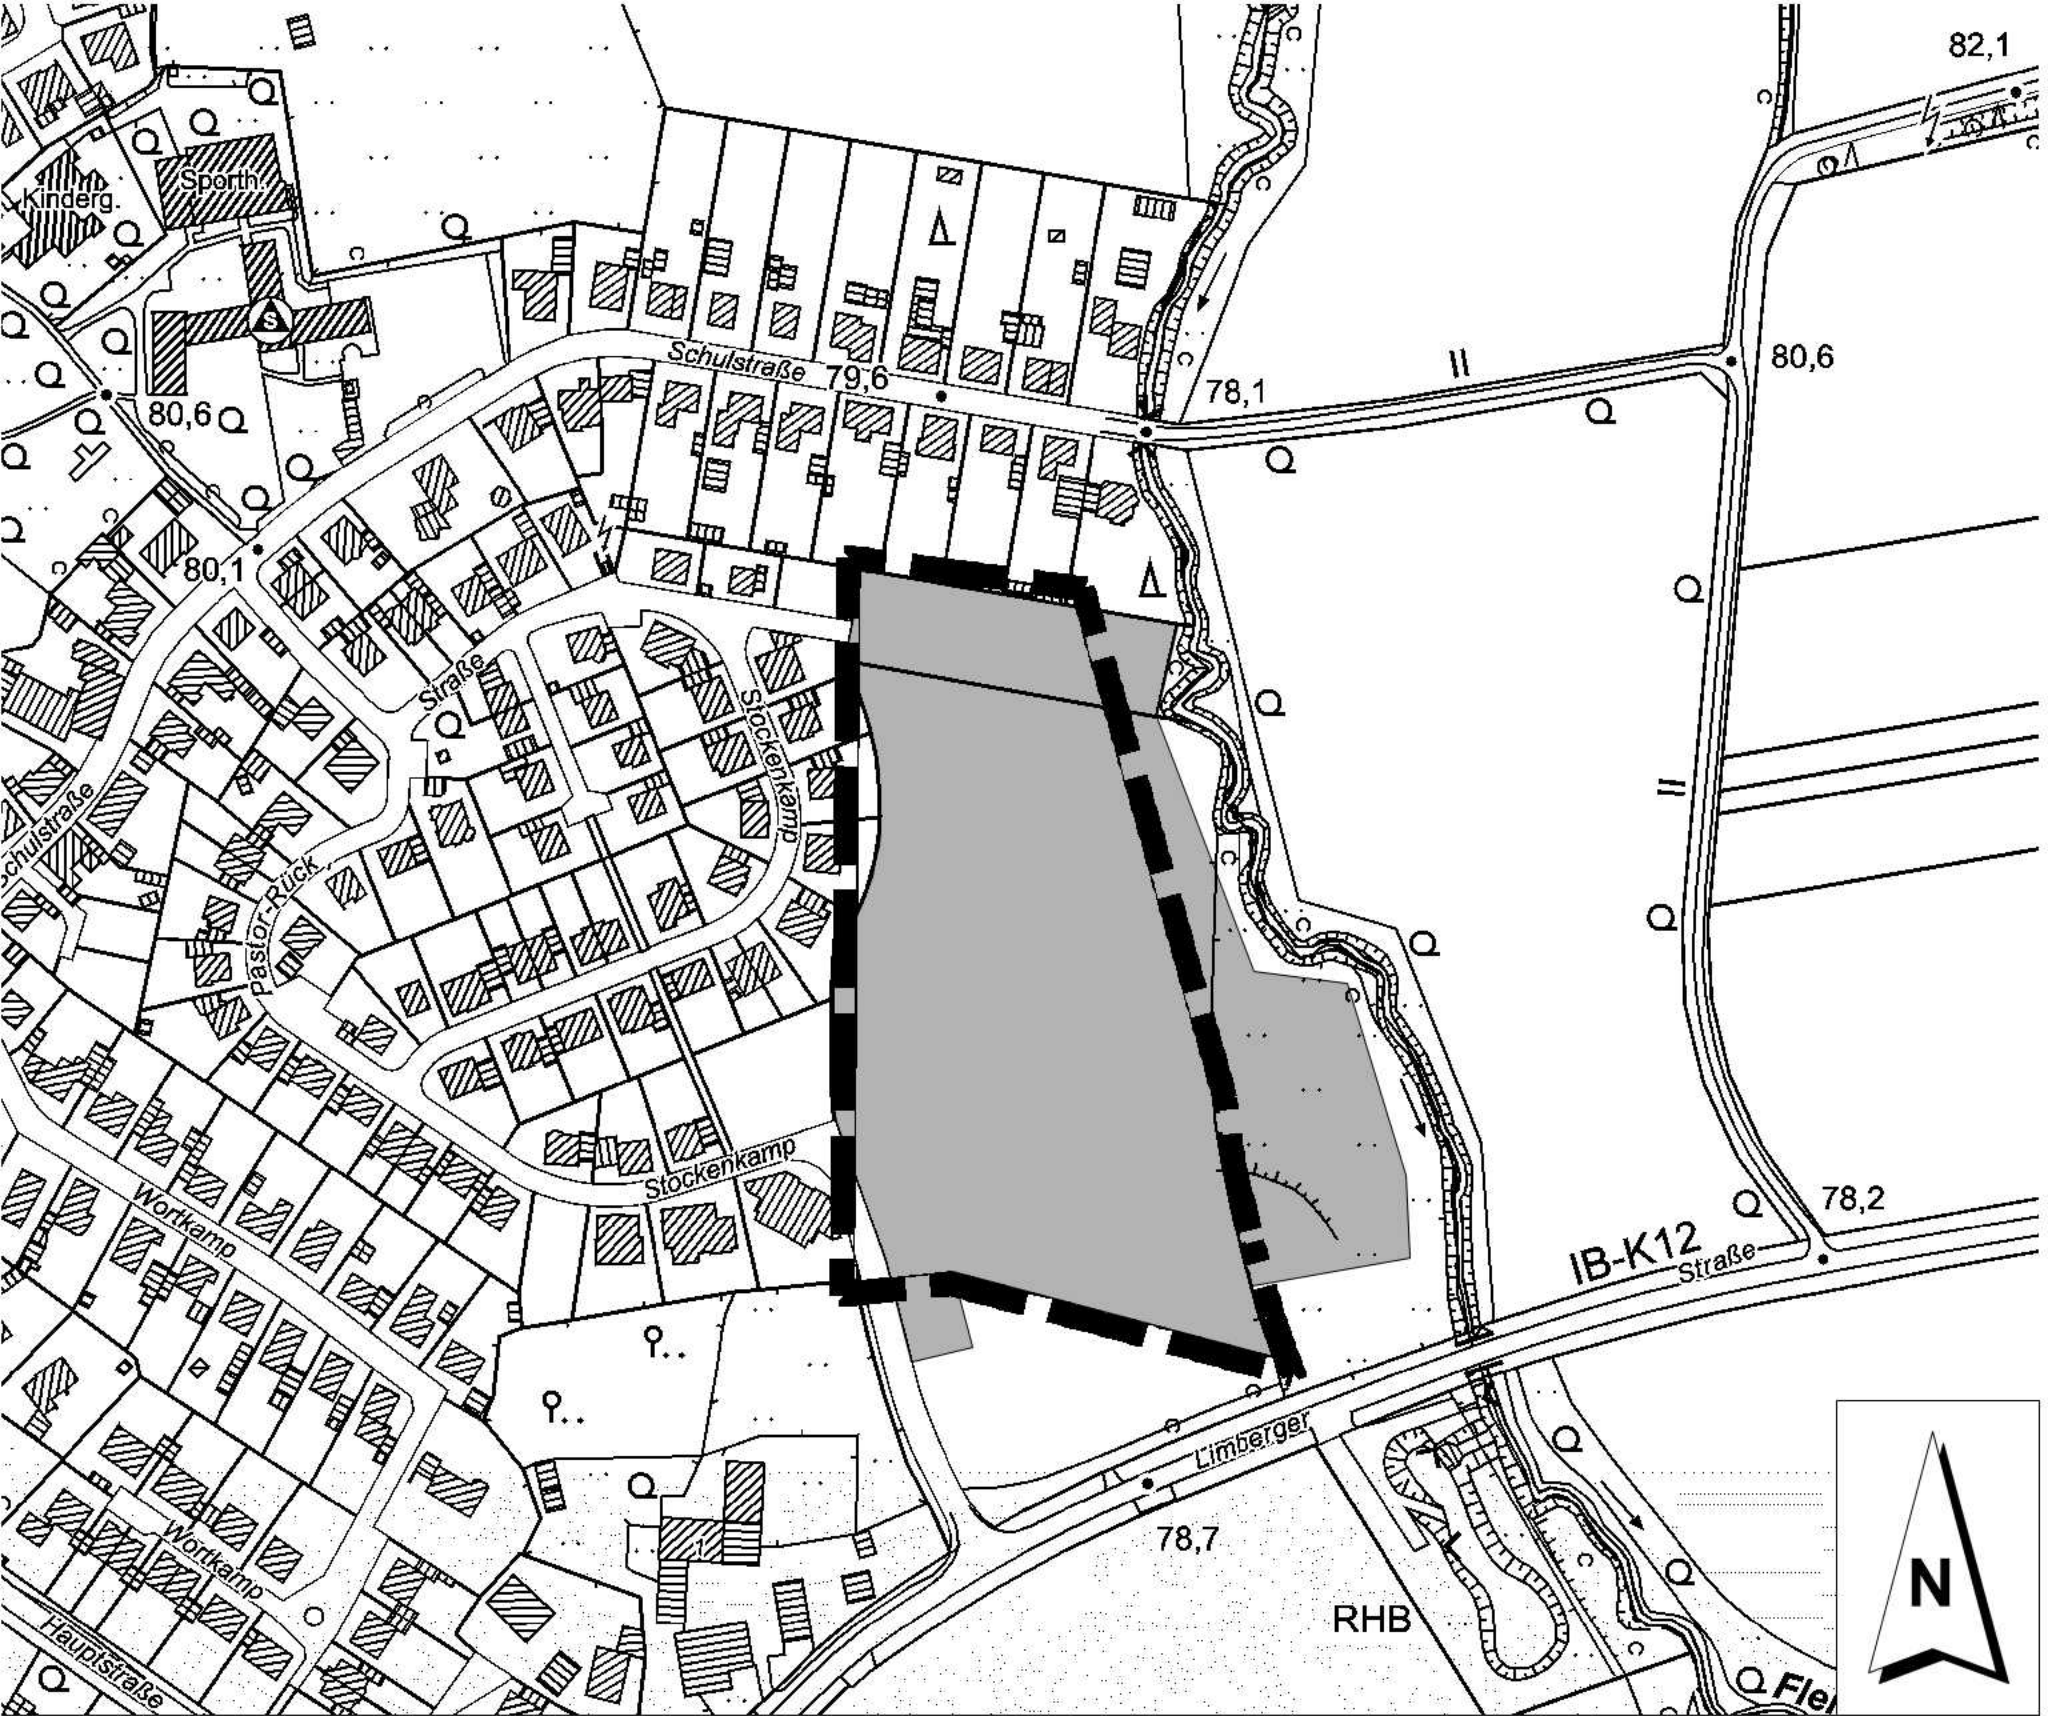 82,1
Sporth.
Kinderg.
S
Schulstraße
79,6
78,1
80,6
80,6
80,1
Straße
Stockenkamp
Schulstraße
Pastor-Rück
Stockenkamp
Wortkamp
78,2
IB-K12
Straße
Limberger
78,7
Wortkamp
1
RHB
N
Hauptstraße